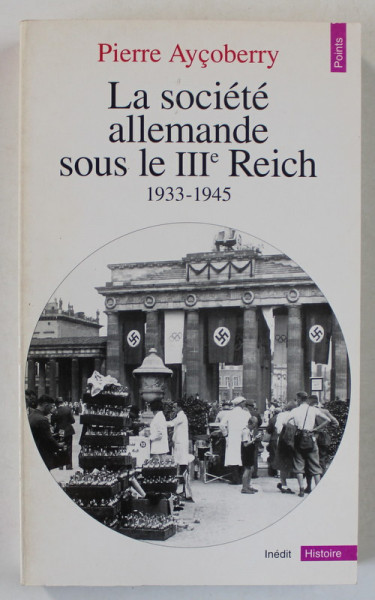 Points
Pierre Ayçoberry
La société
allemande
sous le IIIe Reich
1933-1945
Inédit Histoire